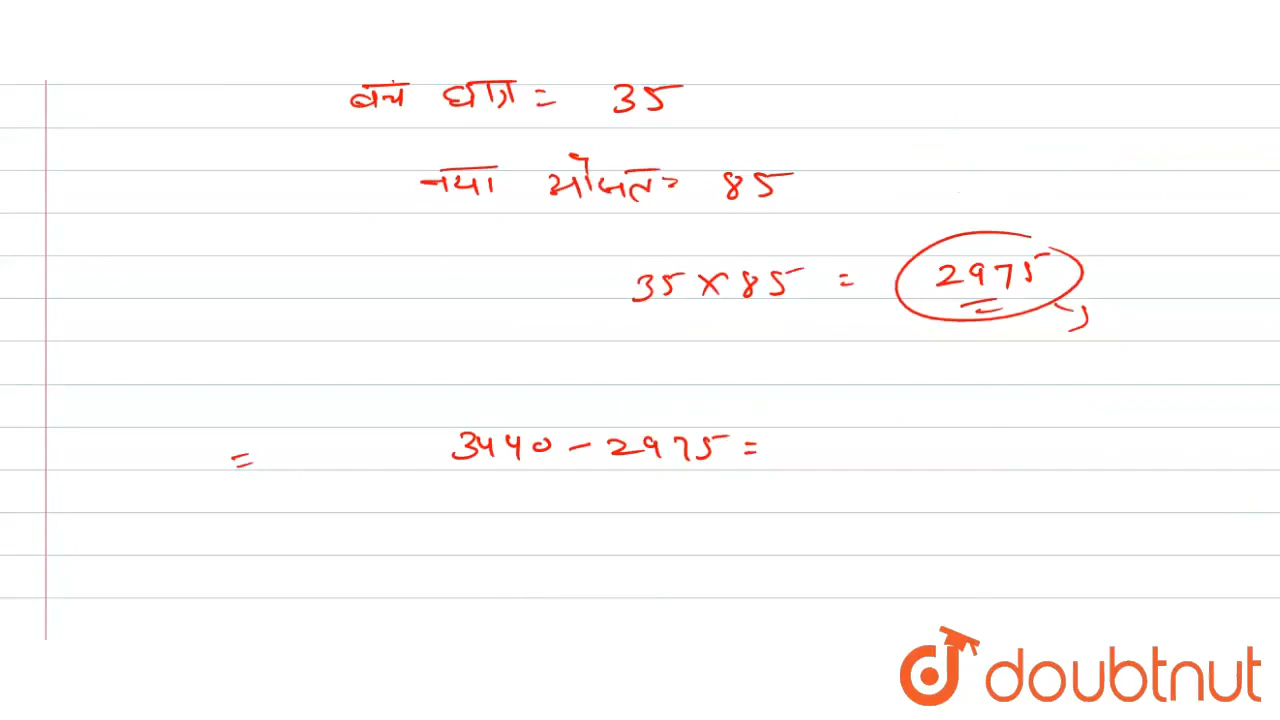 बचे छात्र = 35
नया औसत = 85
35 × 85 = 2975
= 3440 - 2975 =
doubtnut